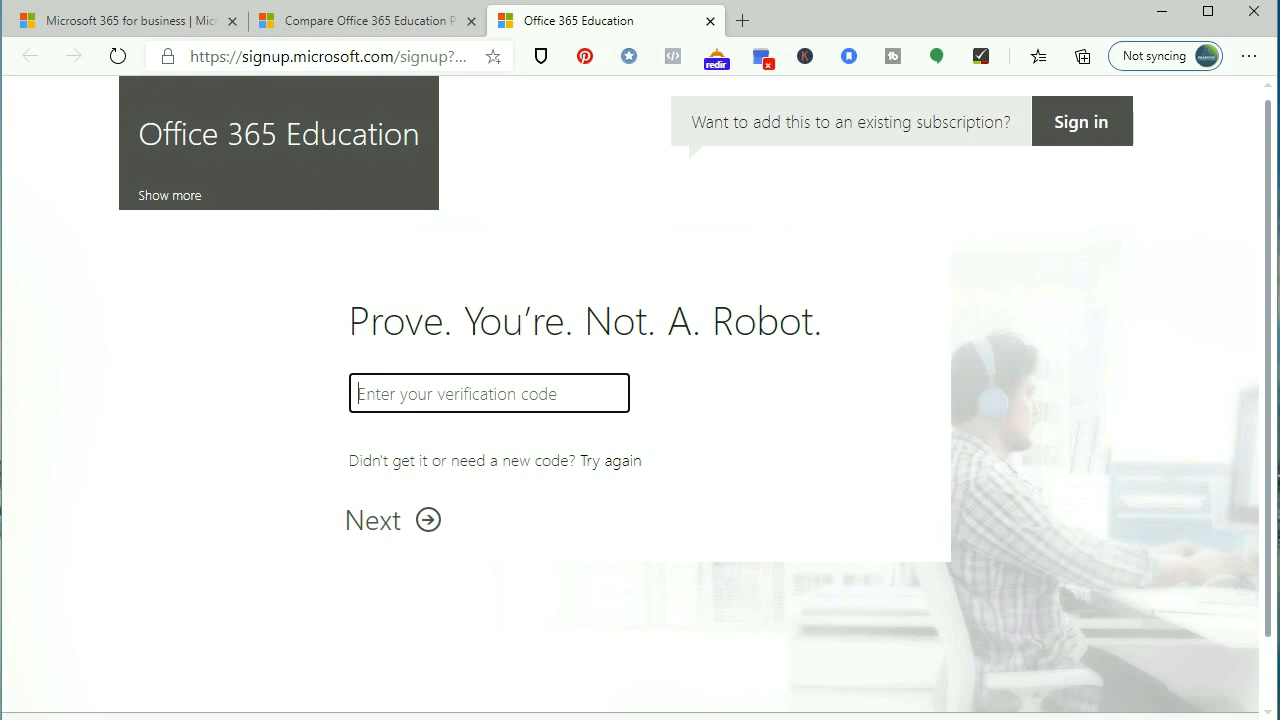 Microsoft 365 for business | Micr
Compare Office 365 Education P
Office 365 Education
https://signup.microsoft.com/signup?...
redir
K
tb
Not syncing
Office 365 Education
Show more
Want to add this to an existing subscription?
Sign in
Prove. You're. Not. A. Robot.
Enter your verification code
Didn't get it or need a new code? Try again
Next